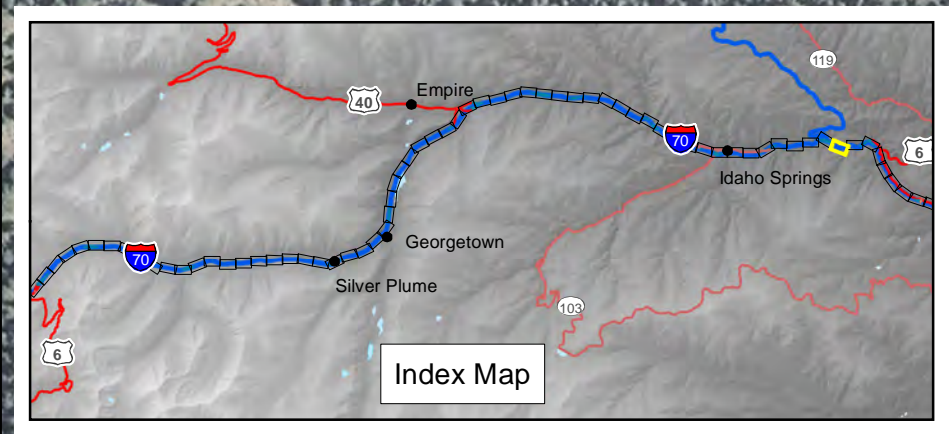 119
Empire
40
70
6
Idaho Springs
Georgetown
70
Silver Plume
103
6
Index Map